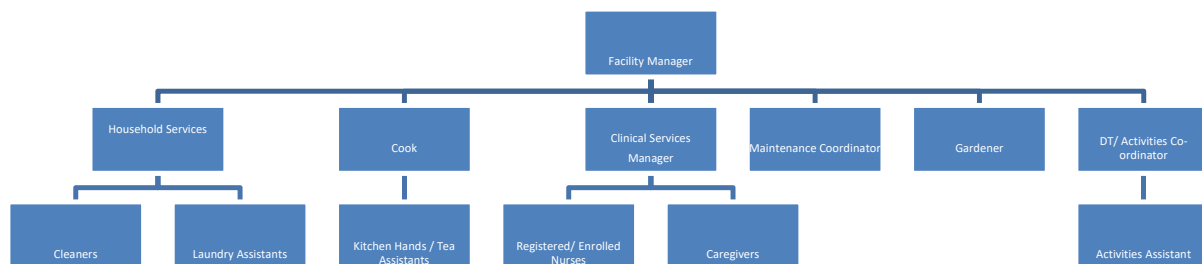 Facility Manager
Household Services
Cook
Clinical Services
Manager
Maintenance Coordinator
Gardener
DT/ Activities Co-
ordinator
Cleaners
Laundry Assistants
Kitchen Hands / Tea
Assistants
Registered/ Enrolled
Nurses
Caregivers
Activities Assistant